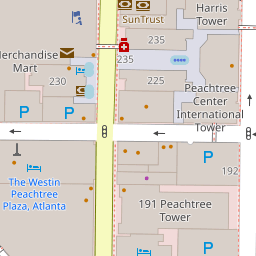 Harris
Tower
SunTrust
235
Merchandise
Mart
235
230
225
Peachtree
Center
International
Tower
P
P
P
192
The Westin
Peachtree
Plaza, Atlanta
191 Peachtree
Tower
P